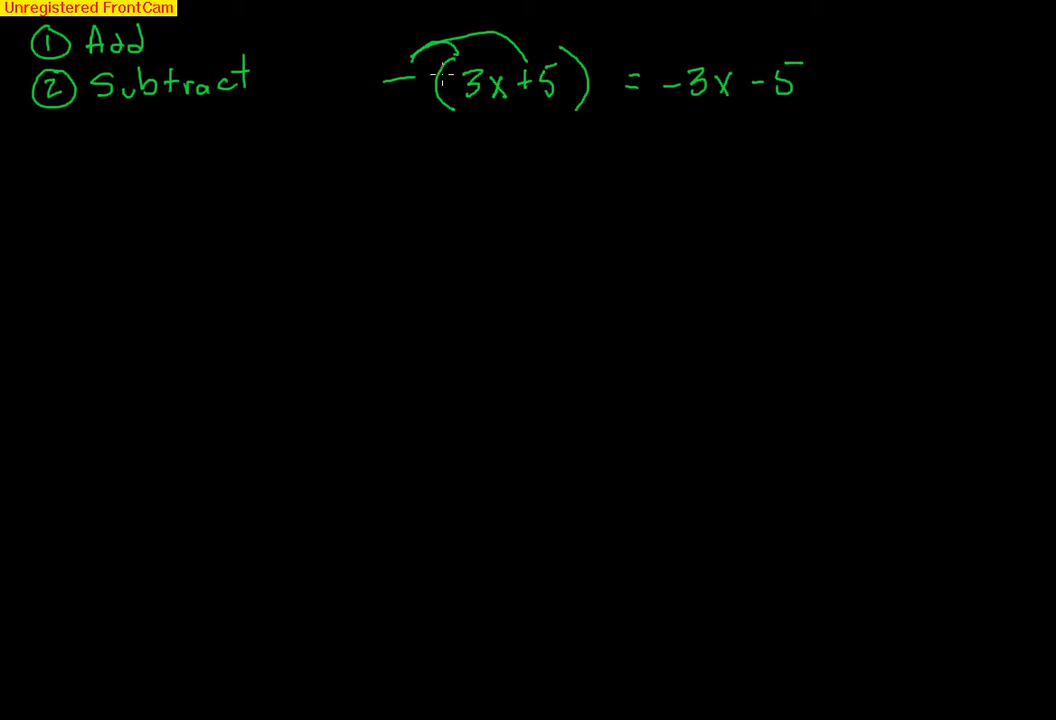 Unregistered FrontCam
① Add
② Subtract
-(3x+5) = -3x - 5